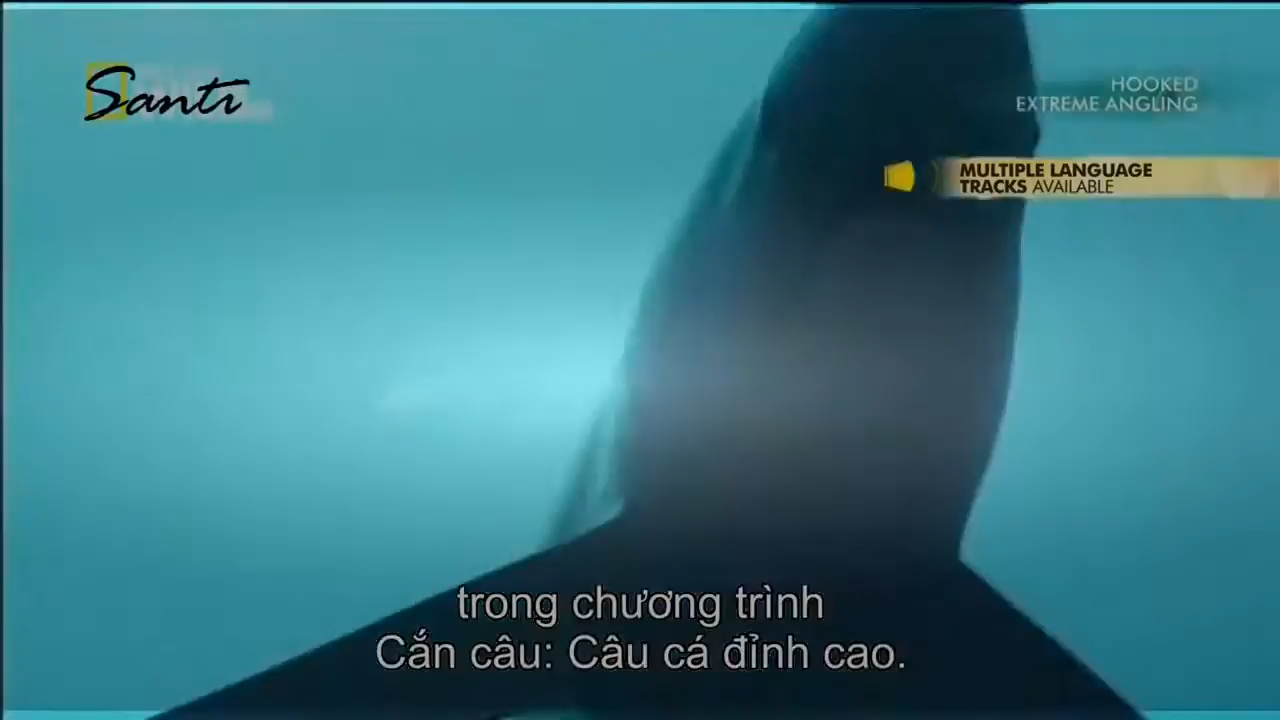 Santi
HOOKED
EXTREME ANGLING
MULTIPLE LANGUAGE
TRACKS AVAILABLE
trong chương trình
Cắn câu: Câu cá đỉnh cao.